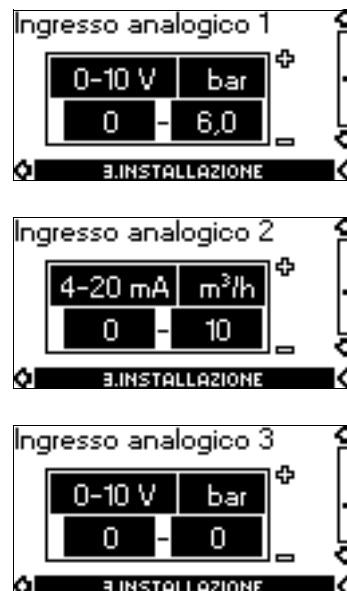 Ingresso analogico 1
0-10 V bar
0 - 6,0
3.INSTALLAZIONE
Ingresso analogico 2
4-20 mA m³/h
0 - 10
3.INSTALLAZIONE
Ingresso analogico 3
0-10 V bar
0 - 0
3.INSTALLAZIONE